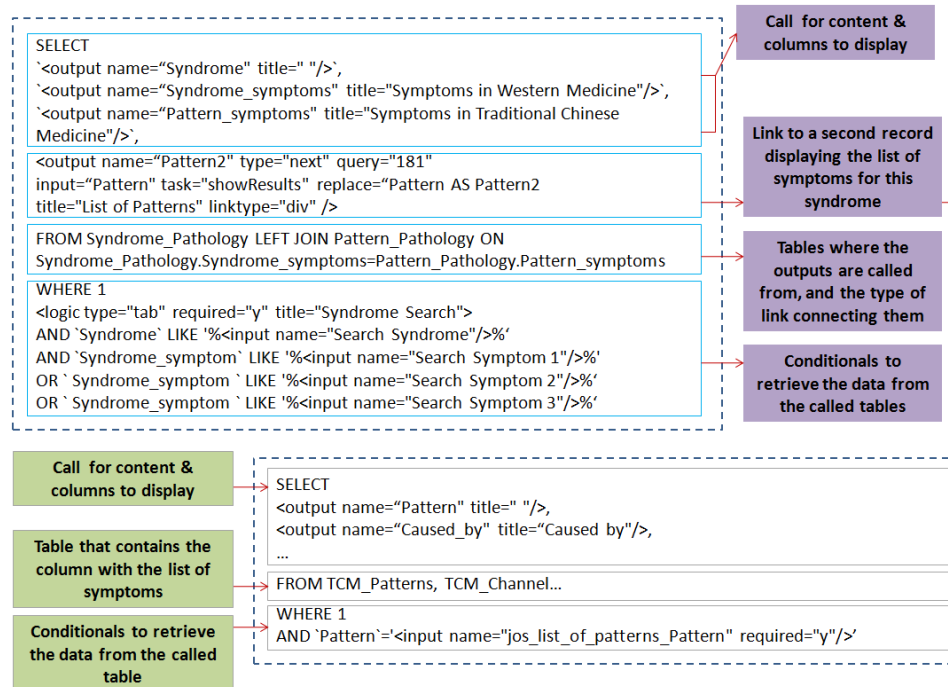 SELECT
`<output name=“Syndrome" title=" "/>`,
`<output name=“Syndrome_symptoms" title="Symptoms in Western Medicine"/>`,
`<output name=“Pattern_symptoms" title="Symptoms in Traditional Chinese
Medicine"/>`,
Call for content &
columns to display
<output name=“Pattern2" type="next" query="181"
input=“Pattern" task="showResults" replace=“Pattern AS Pattern2
title="List of Patterns" linktype="div" />
Link to a second record
displaying the list of
symptoms for this
syndrome
FROM Syndrome_Pathology LEFT JOIN Pattern_Pathology ON
Syndrome_Pathology.Syndrome_symptoms=Pattern_Pathology.Pattern_symptoms
Tables where the
outputs are called
from, and the type of
link connecting them
WHERE 1
<logic type="tab" required="y" title="Syndrome Search">
AND `Syndrome` LIKE '%<input name="Search Syndrome"/>%‘
AND `Syndrome_symptom` LIKE '%<input name="Search Symptom 1"/>%'
OR ` Syndrome_symptom ` LIKE '%<input name="Search Symptom 2"/>%‘
OR ` Syndrome_symptom ` LIKE '%<input name="Search Symptom 3"/>%‘
Conditionals to
retrieve the data from
the called tables
Call for content &
columns to display
SELECT
<output name=“Pattern" title=" "/>,
<output name=“Caused_by" title=“Caused by"/>,
...
Table that contains the
column with the list of
symptoms
FROM TCM_Patterns, TCM_Channel...
Conditionals to retrieve
the data from the called
table
WHERE 1
AND `Pattern`='<input name="jos_list_of_patterns_Pattern" required="y"/>’